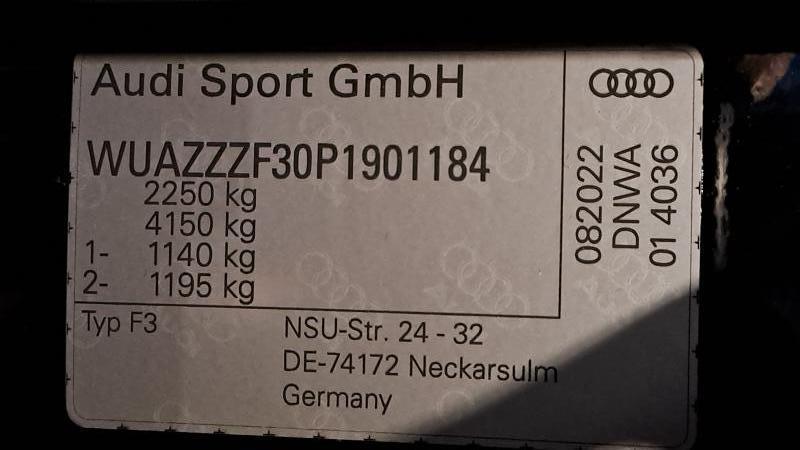 Audi Sport GmbH
WUAZZZF30P1901184
2250 kg
4150 kg
1- 1140 kg
2- 1195 kg
Typ F3
NSU-Str. 24 - 32
DE-74172 Neckarsulm
Germany
082022
DNWA
01 4036